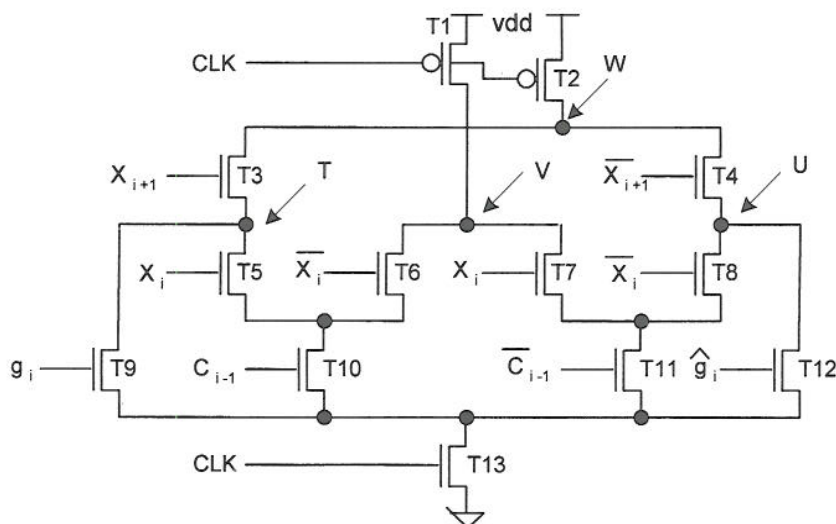 T1
vdd
CLK
T2
W
X i+1
T3
T
V
X̅ i+1
T4
U
X i
T5
X̅ i
T6
X i
T7
X̅ i
T8
g i
T9
C i-1
T10
C̅ i-1
T11
ĝ i
T12
CLK
T13